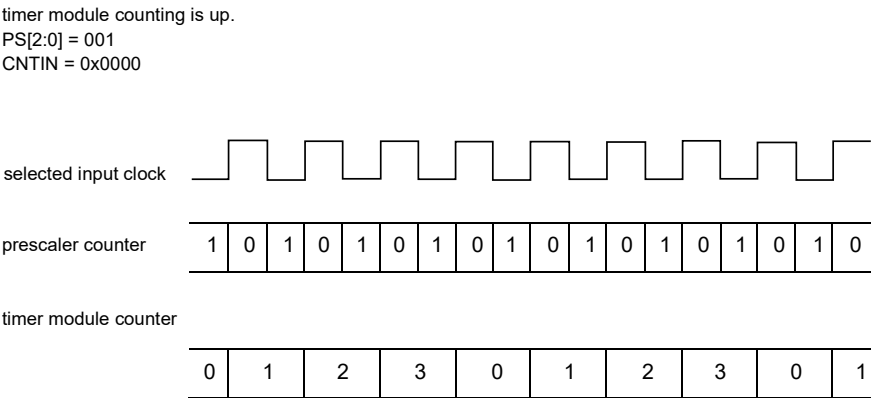 timer module counting is up.
PS[2:0] = 001
CNTIN = 0x0000
selected input clock
prescaler counter 1 0 1 0 1 0 1 0 1 0 1 0 1 0 1 0 1 0
timer module counter
0 1 2 3 0 1 2 3 0 1